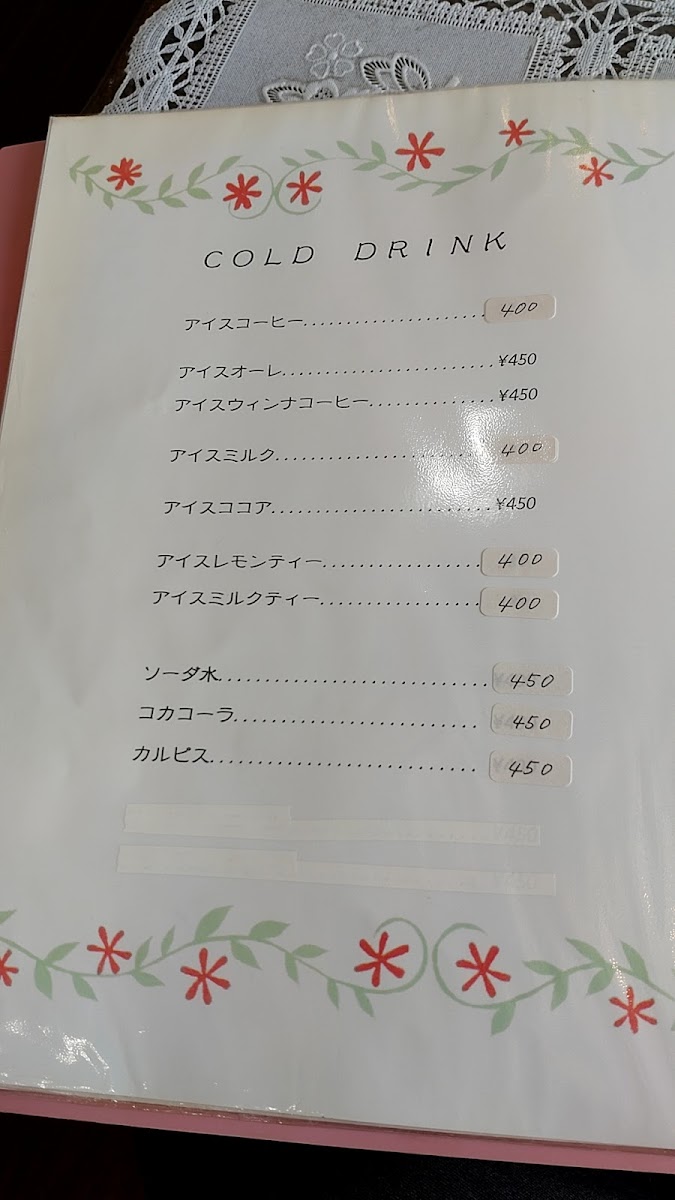 COLD DRINK
アイスコーヒー......................400
アイスオーレ.........................¥450
アイスウィンナコーヒー...............¥450
アイスミルク........................400
アイスココア..........................¥450
アイスレモンティー...................400
アイスミルクティー...................400
ソーダ水............................450
コカコーラ..........................450
カルピス............................450